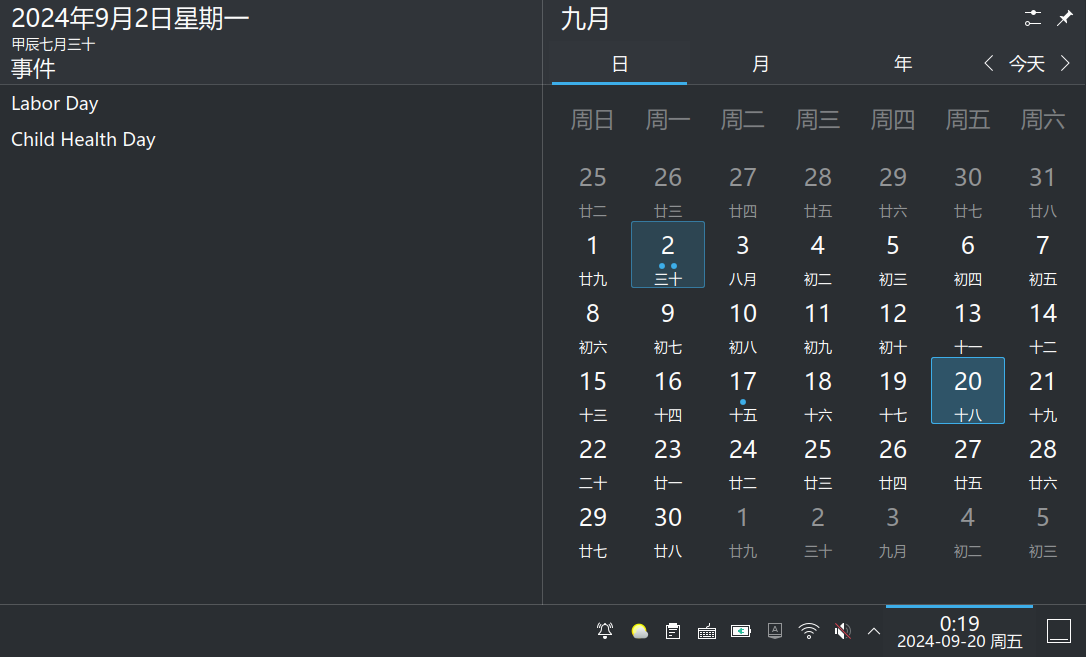 2024年9月2日星期一
甲辰七月三十
事件
Labor Day
Child Health Day
九月
日 月 年 今天
周日 周一 周二 周三 周四 周五 周六
25 26 27 28 29 30 31
廿二 廿三 廿四 廿五 廿六 廿七 廿八
1 2 3 4 5 6 7
廿九 三十 八月 初二 初三 初四 初五
8 9 10 11 12 13 14
初六 初七 初八 初九 初十 十一 十二
15 16 17 18 19 20 21
十三 十四 十五 十六 十七 十八 十九
22 23 24 25 26 27 28
二十 廿一 廿二 廿三 廿四 廿五 廿六
29 30 1 2 3 4 5
廿七 廿八 廿九 三十 九月 初二 初三
A
0:19
2024-09-20 周五